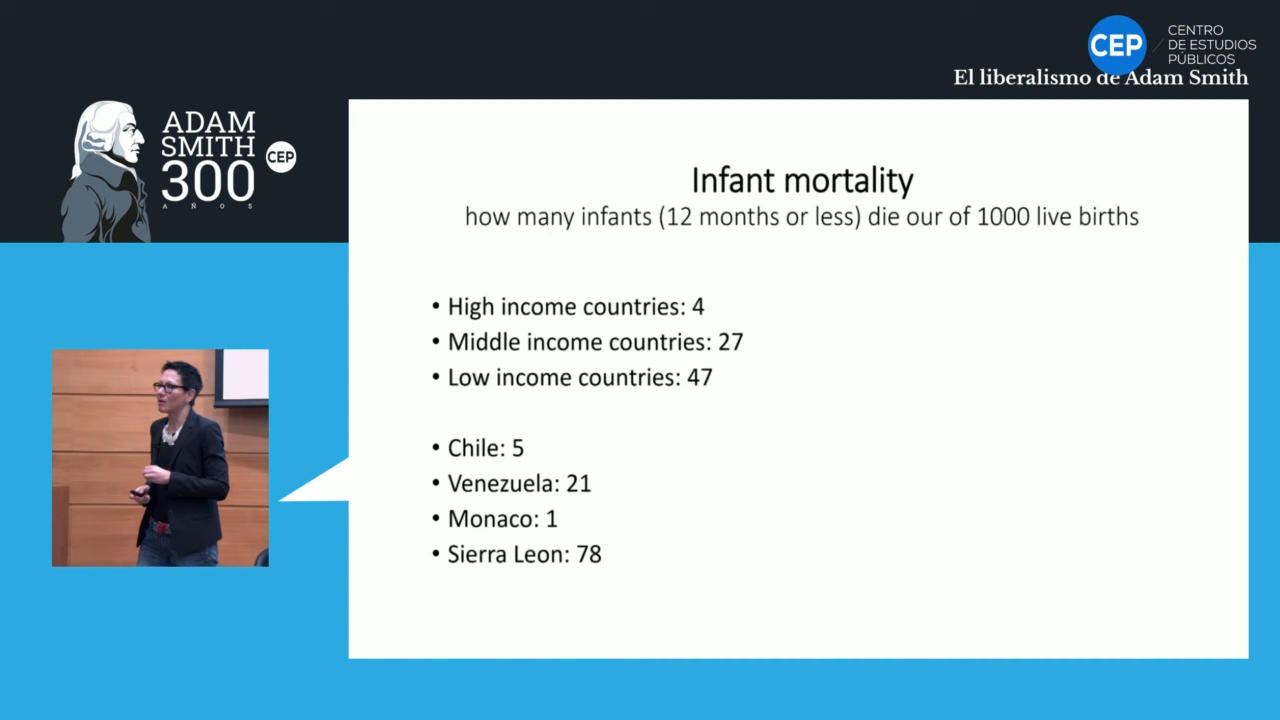 CEP
CENTRO
DE ESTUDIOS
PÚBLICOS
El liberalismo de Adam Smith
ADAM
SMITH
300
AÑOS
CEP
Infant mortality
how many infants (12 months or less) die our of 1000 live births
• High income countries: 4
• Middle income countries: 27
• Low income countries: 47
• Chile: 5
• Venezuela: 21
• Monaco: 1
• Sierra Leon: 78